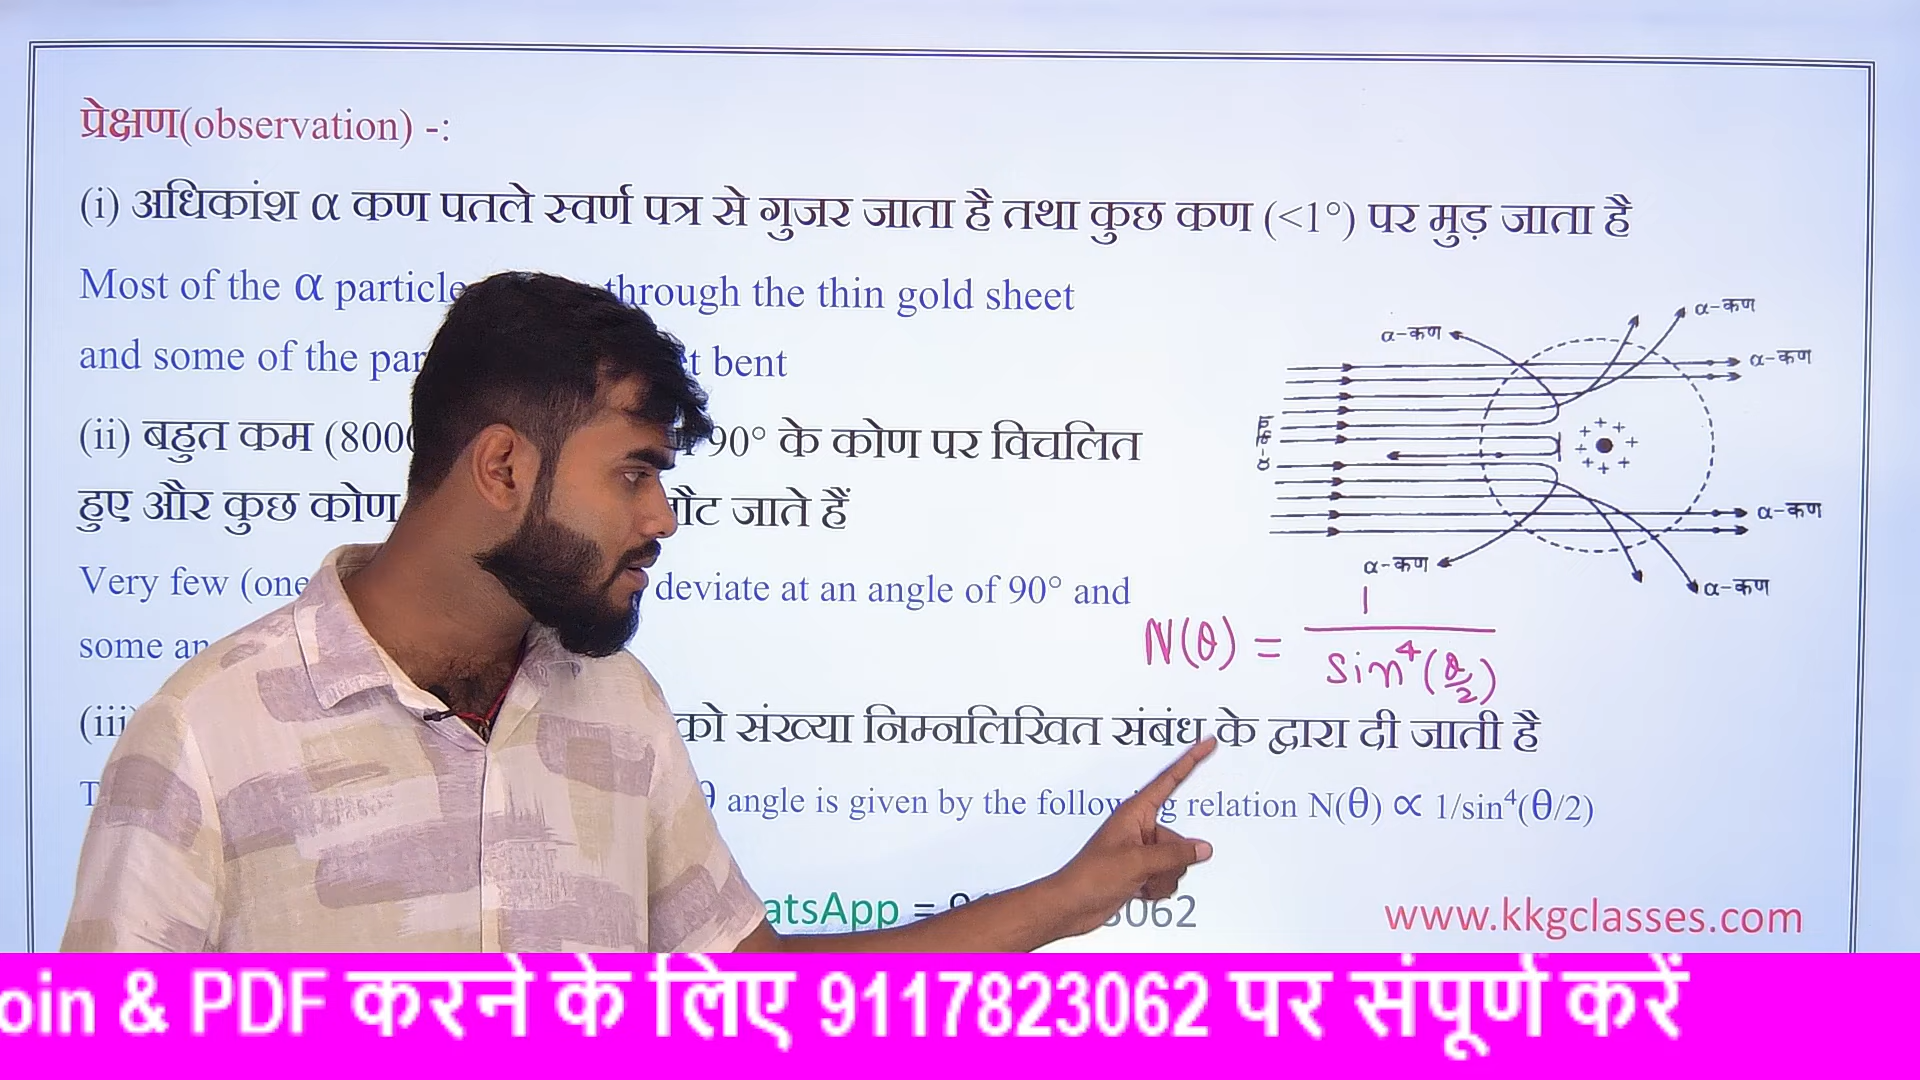 प्रेक्षण(observation) -:
(i) अधिकांश α कण पतले स्वर्ण पत्र से गुजर जाता है तथा कुछ कण (<1°) पर मुड़ जाता है
Most of the α particle through the thin gold sheet
and some of the par t bent
(ii) बहुत कम (800 90° के कोण पर विचलित
हुए और कुछ कोण जाते हैं
Very few (one deviate at an angle of 90° and
some an
(iii को संख्या निम्नलिखित संबंध के द्वारा दी जाती है
T θ angle is given by the follow g relation N(θ) ∝ 1/sin⁴(θ/2)
α-कण
α-कण
α-कण
α-कण
α-कण
α-कण
α-कण
N(θ) = 1 / sin⁴(θ/2)
atsApp = 9 3062
www.kkgclasses.com
oin & PDF करने के लिए 9117823062 पर संपूर्ण करें